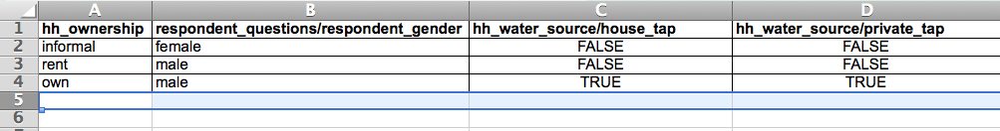 A B C D
1 hh_ownership respondent_questions/respondent_gender hh_water_source/house_tap hh_water_source/private_tap
2 informal female FALSE FALSE
3 rent male FALSE FALSE
4 own male TRUE TRUE
5
6